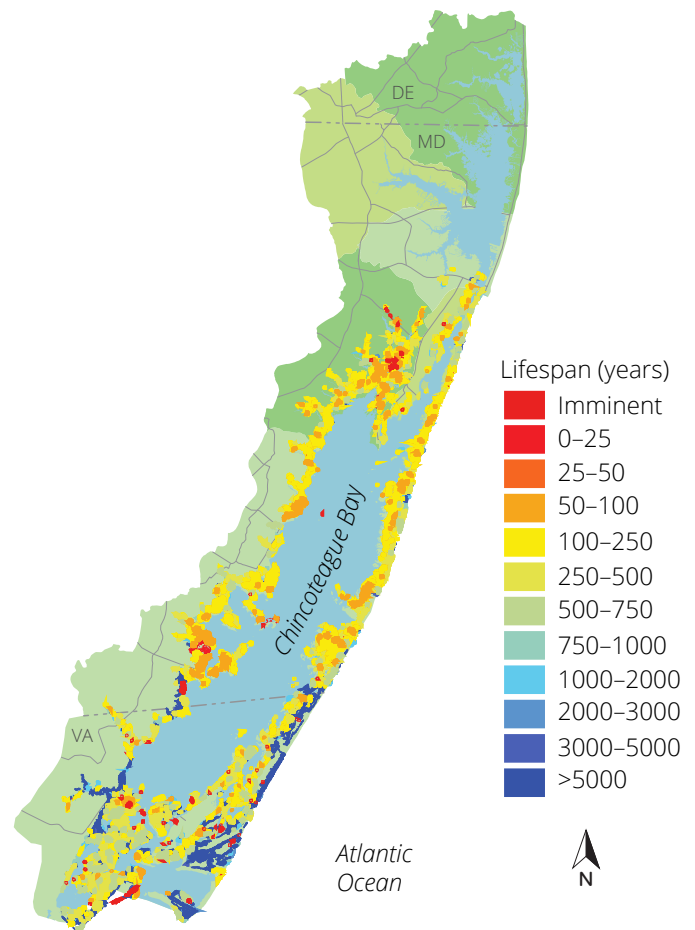 DE
MD
Lifespan (years)
Imminent
0–25
25–50
50–100
100–250
250–500
500–750
750–1000
1000–2000
2000–3000
3000–5000
>5000
Chincoteague Bay
VA
Atlantic
Ocean
N